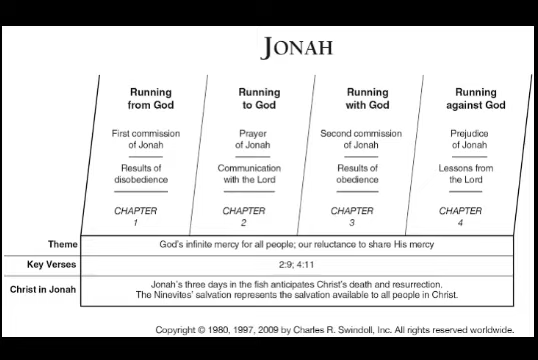 JONAH
Running from God
Running to God
Running with God
Running against God
First commission of Jonah
Prayer of Jonah
Second commission of Jonah
Prejudice of Jonah
Results of disobedience
Communication with the Lord
Results of obedience
Lessons from the Lord
CHAPTER 1
CHAPTER 2
CHAPTER 3
CHAPTER 4
Theme
God's infinite mercy for all people; our reluctance to share His mercy
Key Verses
2:9; 4:11
Christ in Jonah
Jonah's three days in the fish anticipates Christ's death and resurrection.
The Ninevites' salvation represents the salvation available to all people in Christ.
Copyright © 1980, 1997, 2009 by Charles R. Swindoll, Inc. All rights reserved worldwide.